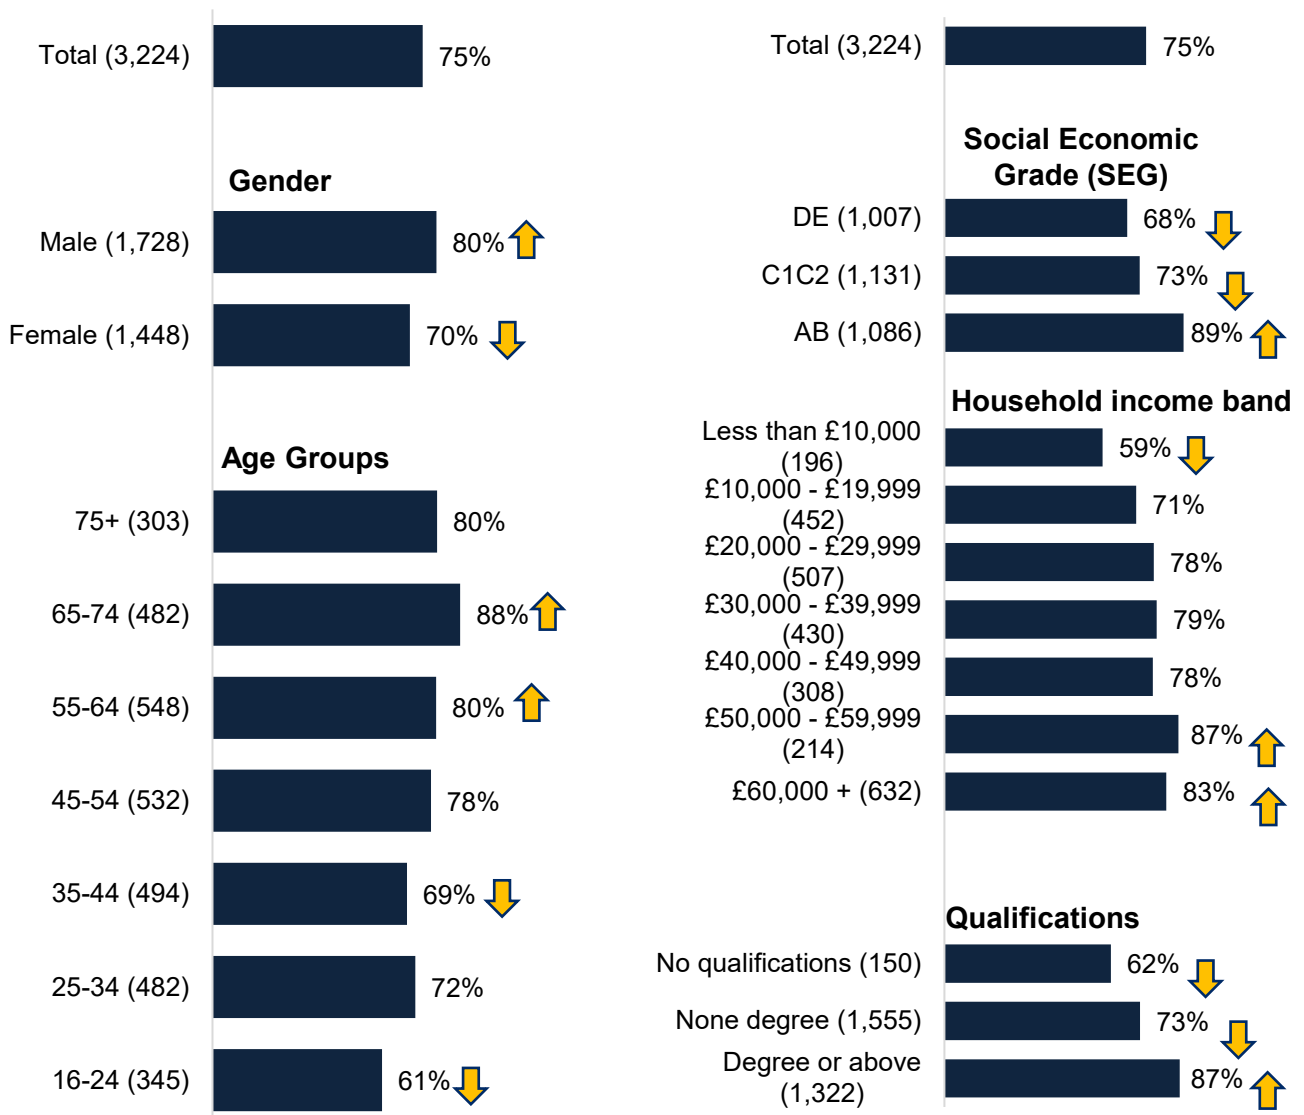 Total (3,224)
75%
Gender
Male (1,728)
80%
Female (1,448)
70%
Age Groups
75+ (303)
80%
65-74 (482)
88%
55-64 (548)
80%
45-54 (532)
78%
35-44 (494)
69%
25-34 (482)
72%
16-24 (345)
61%
Total (3,224)
75%
Social Economic
Grade (SEG)
DE (1,007)
68%
C1C2 (1,131)
73%
AB (1,086)
89%
Household income band
Less than £10,000
(196)
59%
£10,000 - £19,999
(452)
71%
£20,000 - £29,999
(507)
78%
£30,000 - £39,999
(430)
79%
£40,000 - £49,999
(308)
78%
£50,000 - £59,999
(214)
87%
£60,000 + (632)
83%
Qualifications
No qualifications (150)
62%
None degree (1,555)
73%
Degree or above
(1,322)
87%